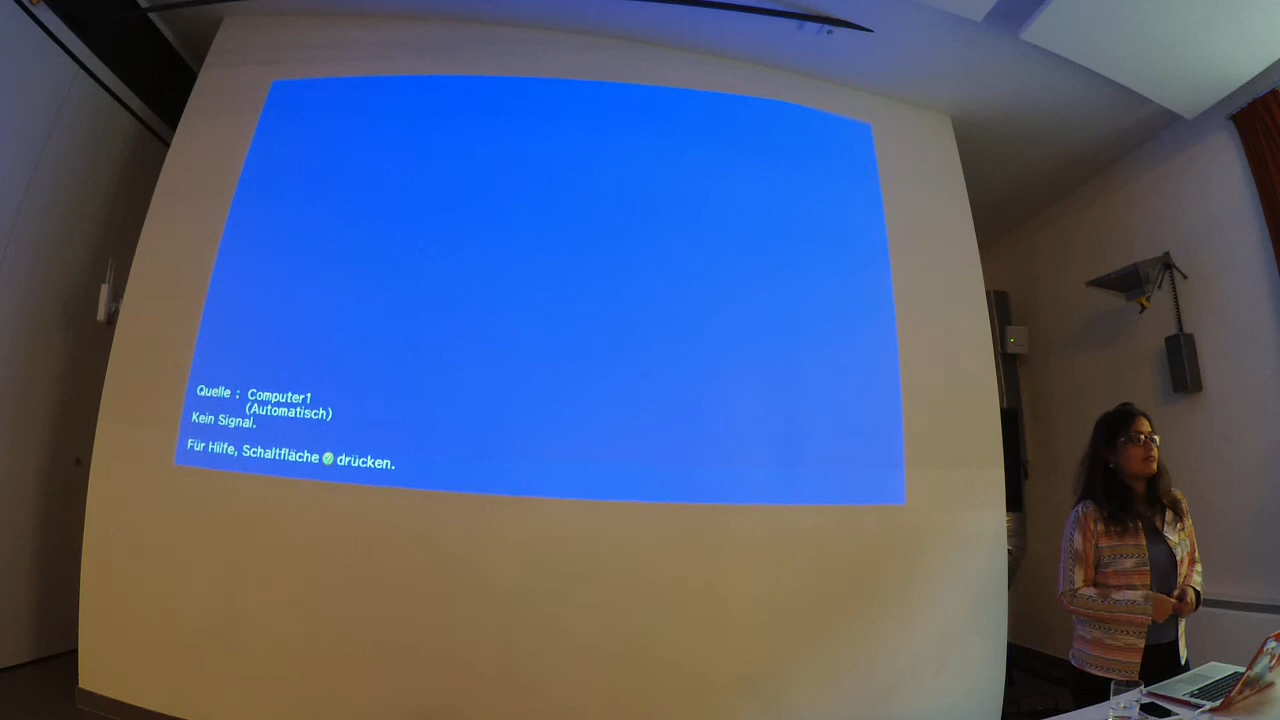 Quelle : Computer1
(Automatisch)
Kein Signal.
Für Hilfe, Schaltfläche drücken.